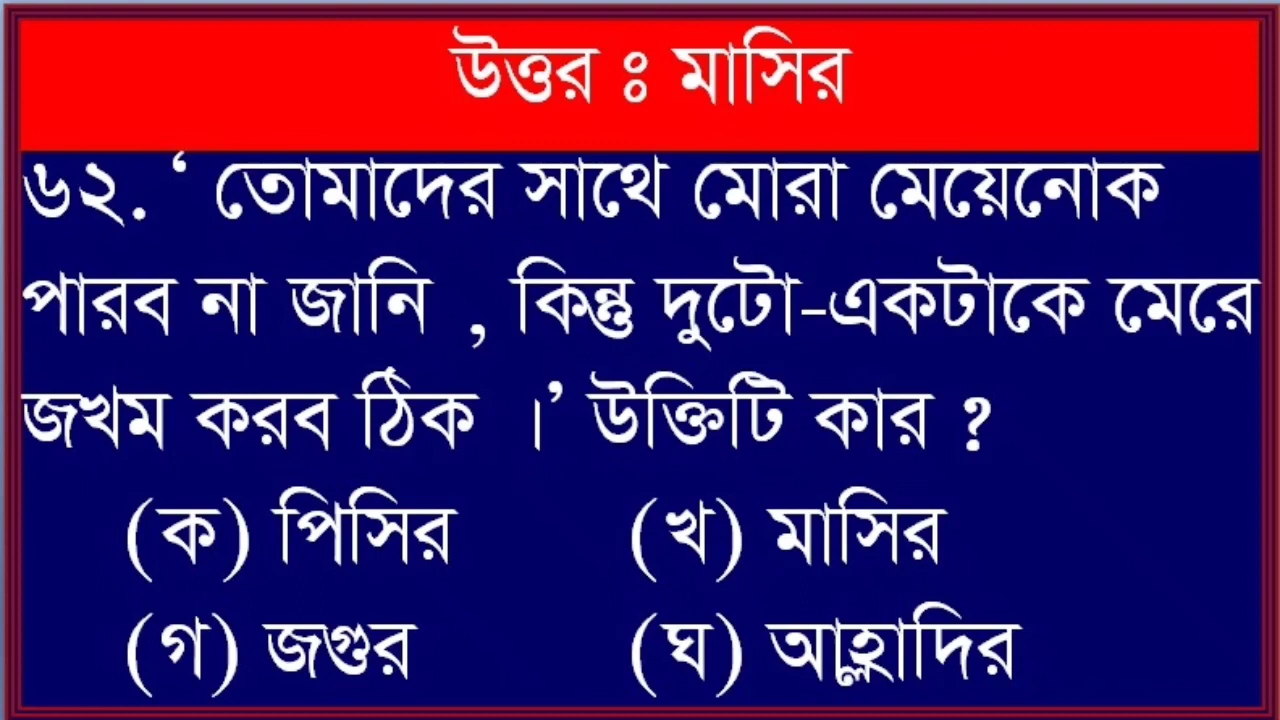 উত্তর ঃ মাসির
৬২. ‘ তোমাদের সাথে মোরা মেয়েনোক
পারব না জানি , কিন্তু দুটো-একটাকে মেরে
জখম করব ঠিক ।’ উক্তিটি কার ?
(ক) পিসির (খ) মাসির
(গ) জগুর (ঘ) আহ্লাদির